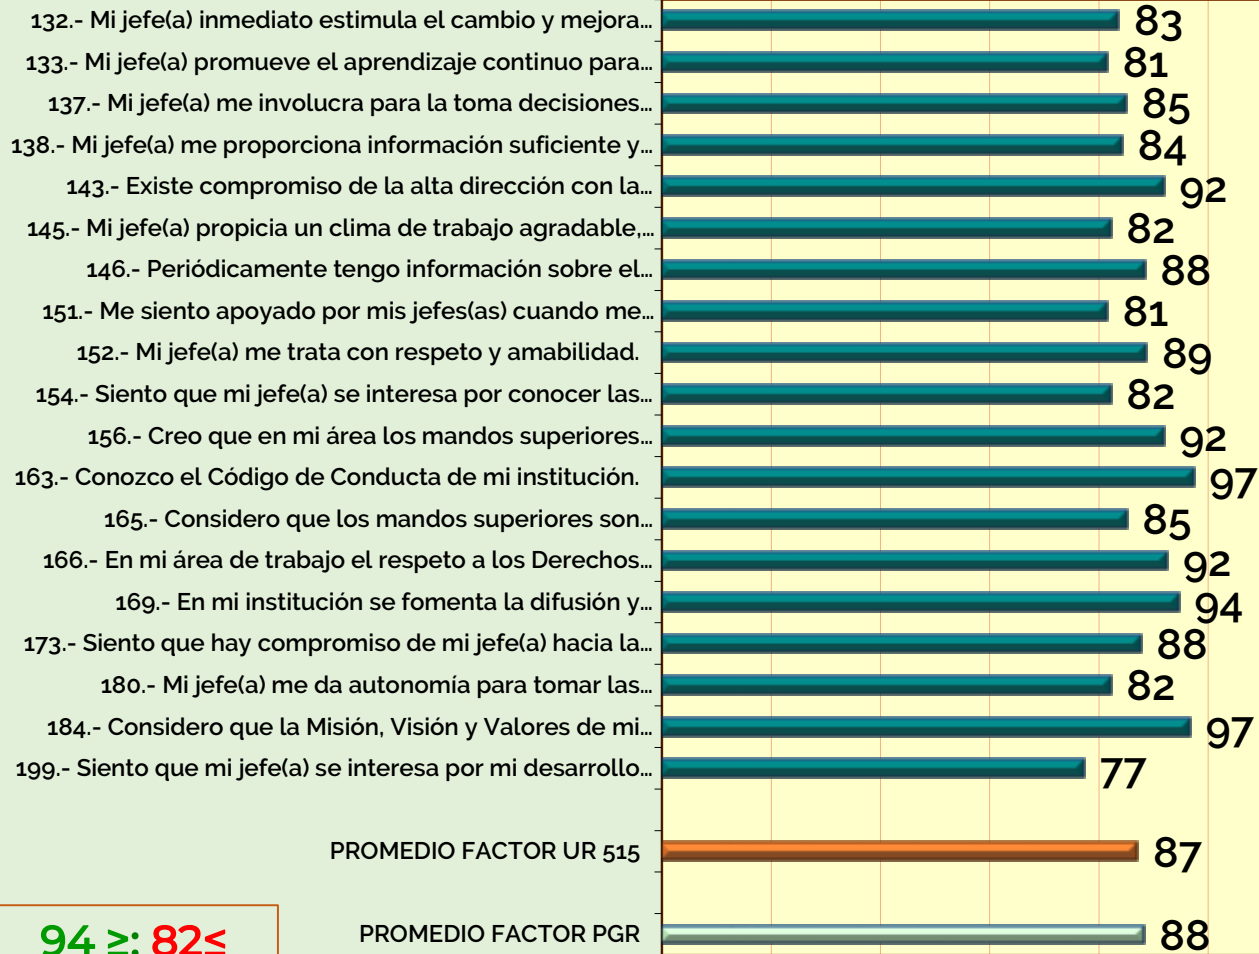 132.- Mi jefe(a) inmediato estimula el cambio y mejora... 83
133.- Mi jefe(a) promueve el aprendizaje continuo para... 81
137.- Mi jefe(a) me involucra para la toma decisiones... 85
138.- Mi jefe(a) me proporciona información suficiente y... 84
143.- Existe compromiso de la alta dirección con la... 92
145.- Mi jefe(a) propicia un clima de trabajo agradable,... 82
146.- Periódicamente tengo información sobre el... 88
151.- Me siento apoyado por mis jefes(as) cuando me... 81
152.- Mi jefe(a) me trata con respeto y amabilidad. 89
154.- Siento que mi jefe(a) se interesa por conocer las... 82
156.- Creo que en mi área los mandos superiores... 92
163.- Conozco el Código de Conducta de mi institución. 97
165.- Considero que los mandos superiores son... 85
166.- En mi área de trabajo el respeto a los Derechos... 92
169.- En mi institución se fomenta la difusión y... 94
173.- Siento que hay compromiso de mi jefe(a) hacia la... 88
180.- Mi jefe(a) me da autonomía para tomar las... 82
184.- Considero que la Misión, Visión y Valores de mi... 97
199.- Siento que mi jefe(a) se interesa por mi desarrollo... 77
PROMEDIO FACTOR UR 515 87
PROMEDIO FACTOR PGR 88
94 ≥: 82≤